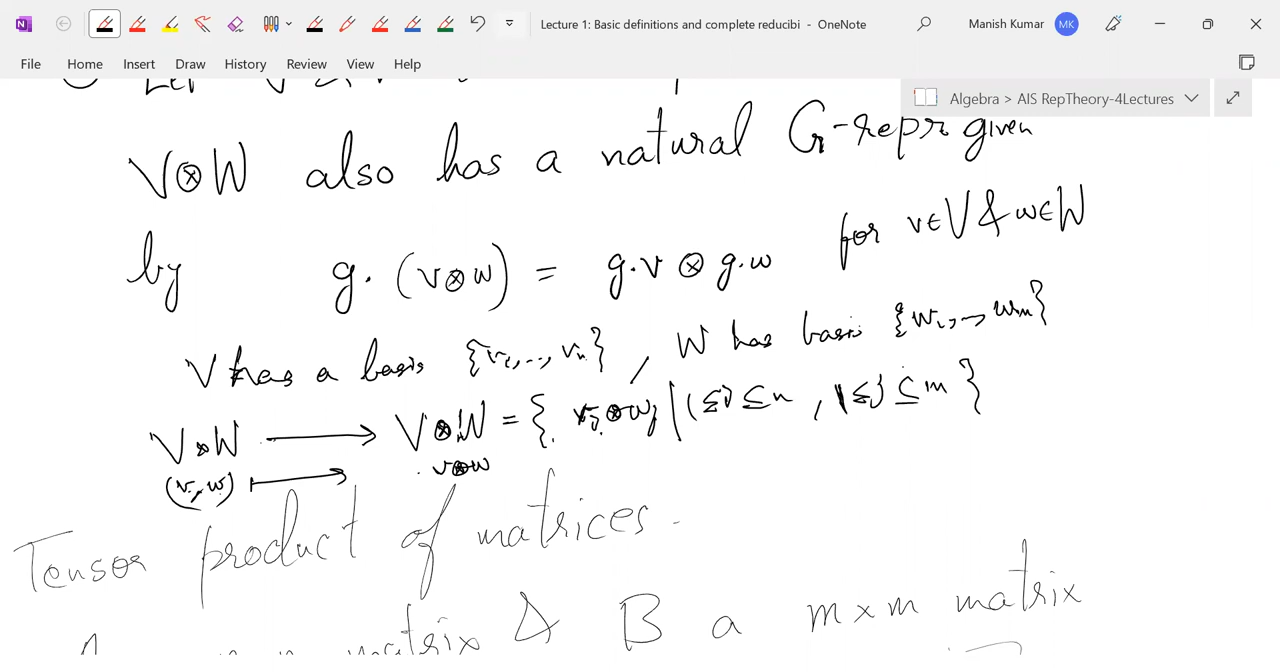 Lecture 1: Basic definitions and complete reducibi - OneNote
Manish Kumar
MK
File Home Insert Draw History Review View Help
Algebra > AIS RepTheory-4Lectures
Let V
V⊗W also has a natural G-repr given
by g.(v⊗w) = g.v ⊗ g.w for v∈V & w∈W
V has a basis {v₁,..,vₙ}, W has basis {w₁,..,wₘ}
V×W → V⊗W = { vᵢ⊗wⱼ | 1≤i≤n, 1≤j≤m }
(v,w) ↦ v⊗w
Tensor product of matrices.
matrix & B a m×m matrix